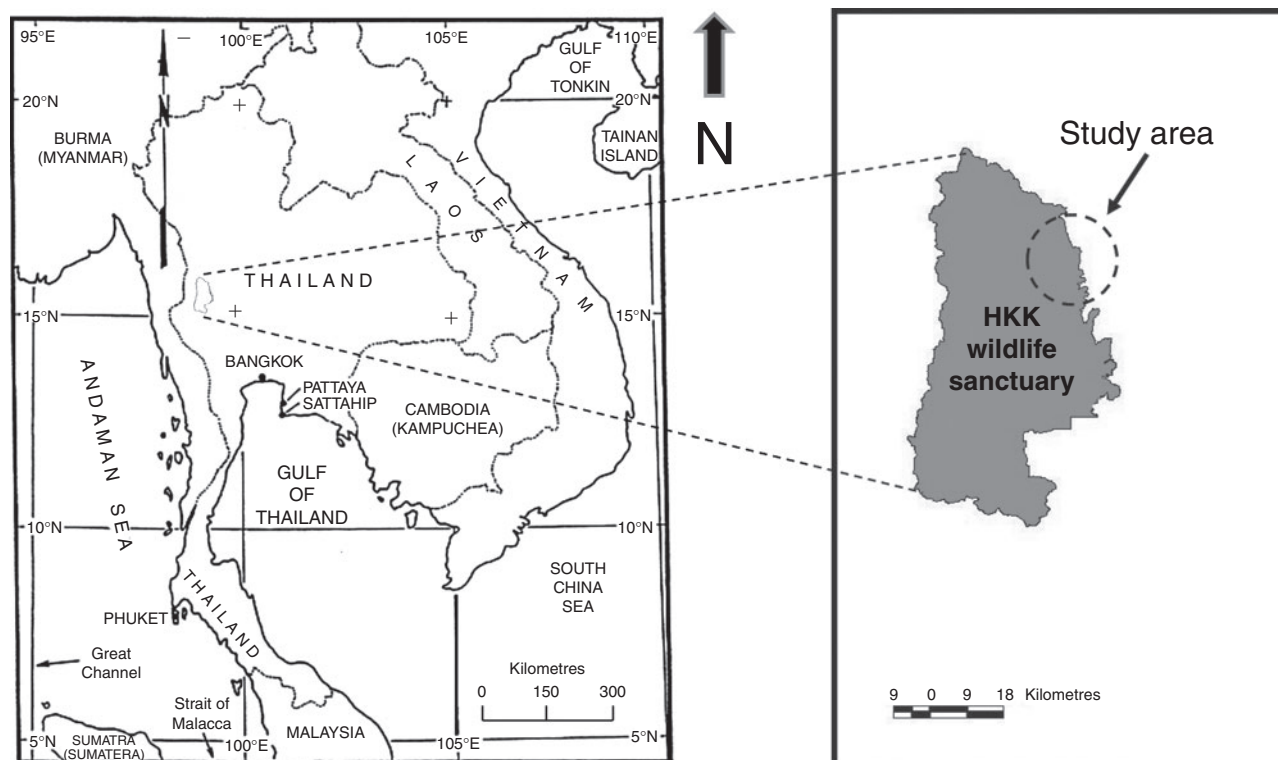 95°E
100°E
105°E
110°E
GULF
OF
TONKIN
20°N
20°N
N
BURMA
(MYANMAR)
TAINAN
ISLAND
LAOS
VIETNAM
THAILAND
15°N
15°N
BANGKOK
PATTAYA
SATTAHIP
CAMBODIA
(KAMPUCHEA)
ANDAMAN SEA
GULF
OF
THAILAND
10°N
10°N
THAILAND
SOUTH
CHINA
SEA
PHUKET
Great
Channel
Kilometres
0 150 300
Strait of
Malacca
MALAYSIA
SUMATRA
(SUMATERA)
5°N
100°E
105°E
5°N
N
Study area
HKK
wildlife
sanctuary
9 0 9 18 Kilometres